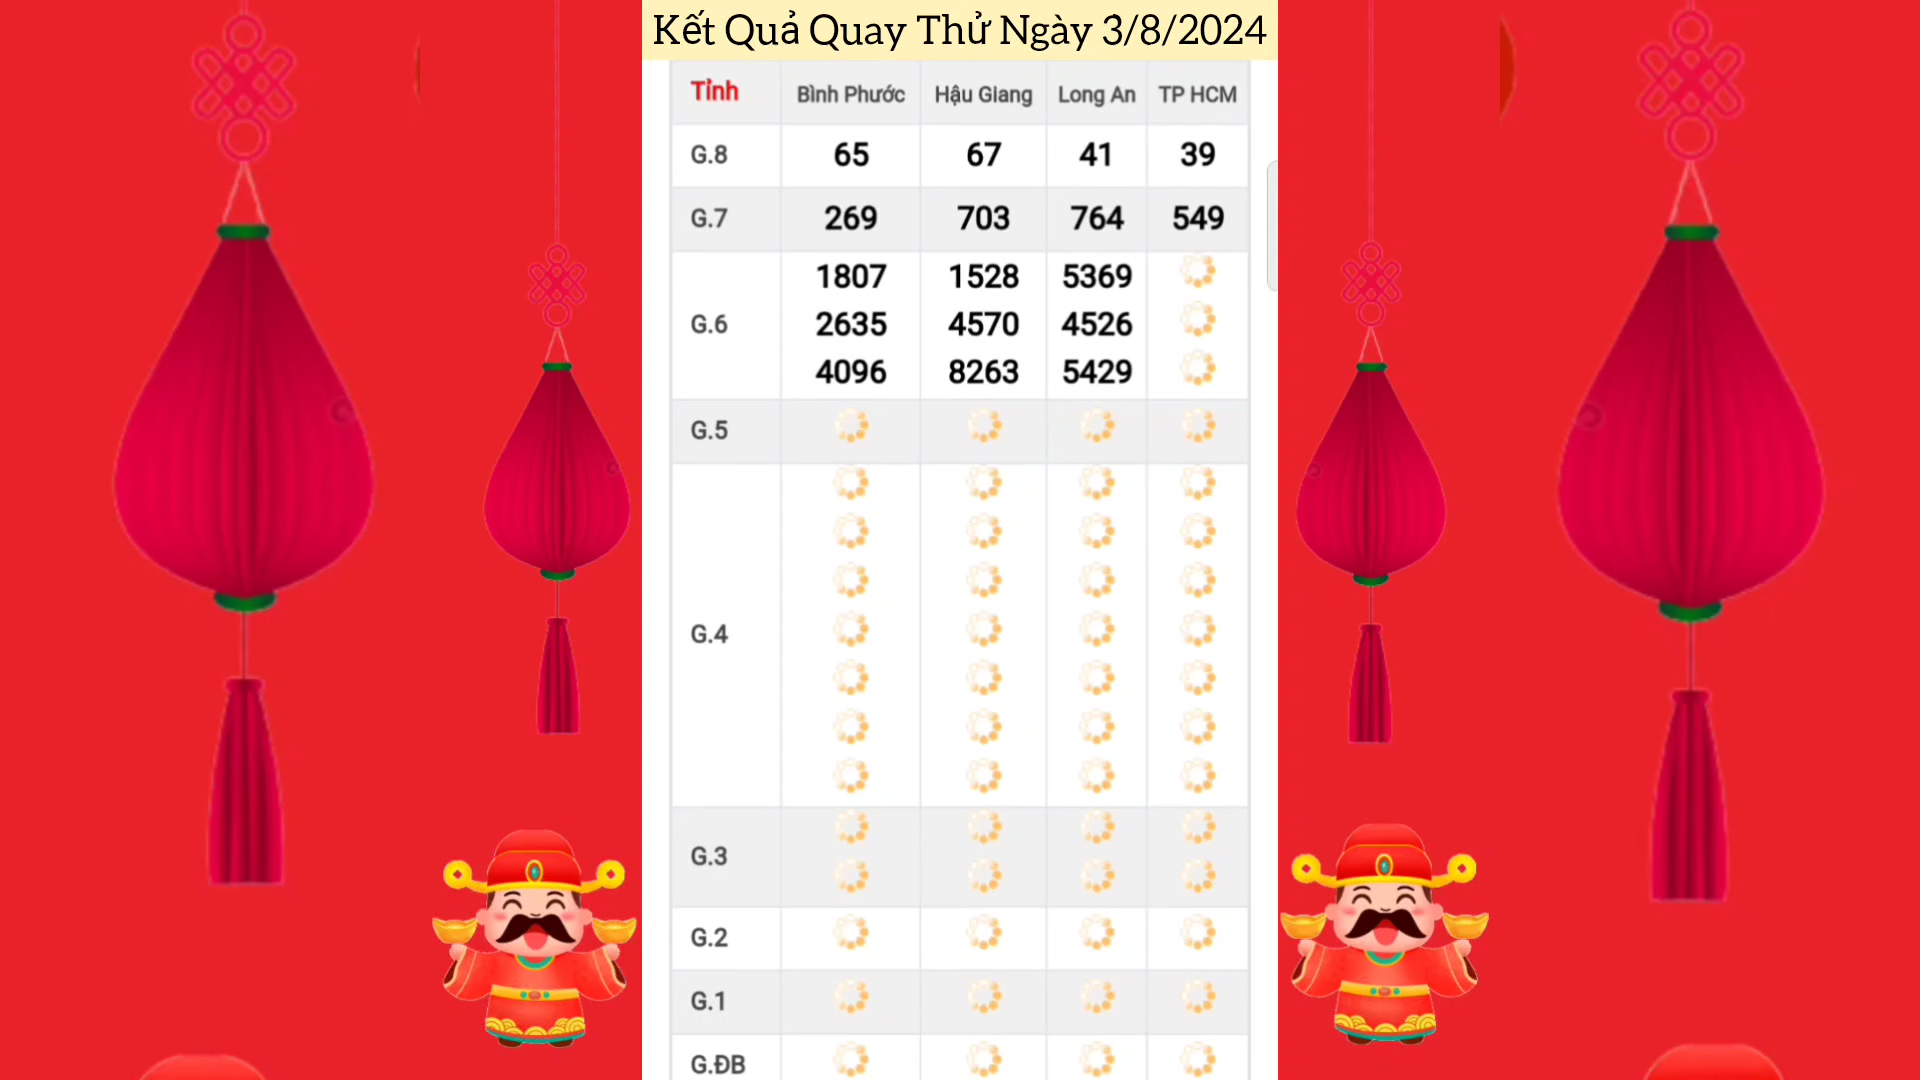 Kết Quả Quay Thử Ngày 3/8/2024
Tỉnh Bình Phước Hậu Giang Long An TP HCM
G.8 65 67 41 39
G.7 269 703 764 549
1807 1528 5369
G.6 2635 4570 4526
4096 8263 5429
G.5
G.4
G.3
G.2
G.1
G.ĐB